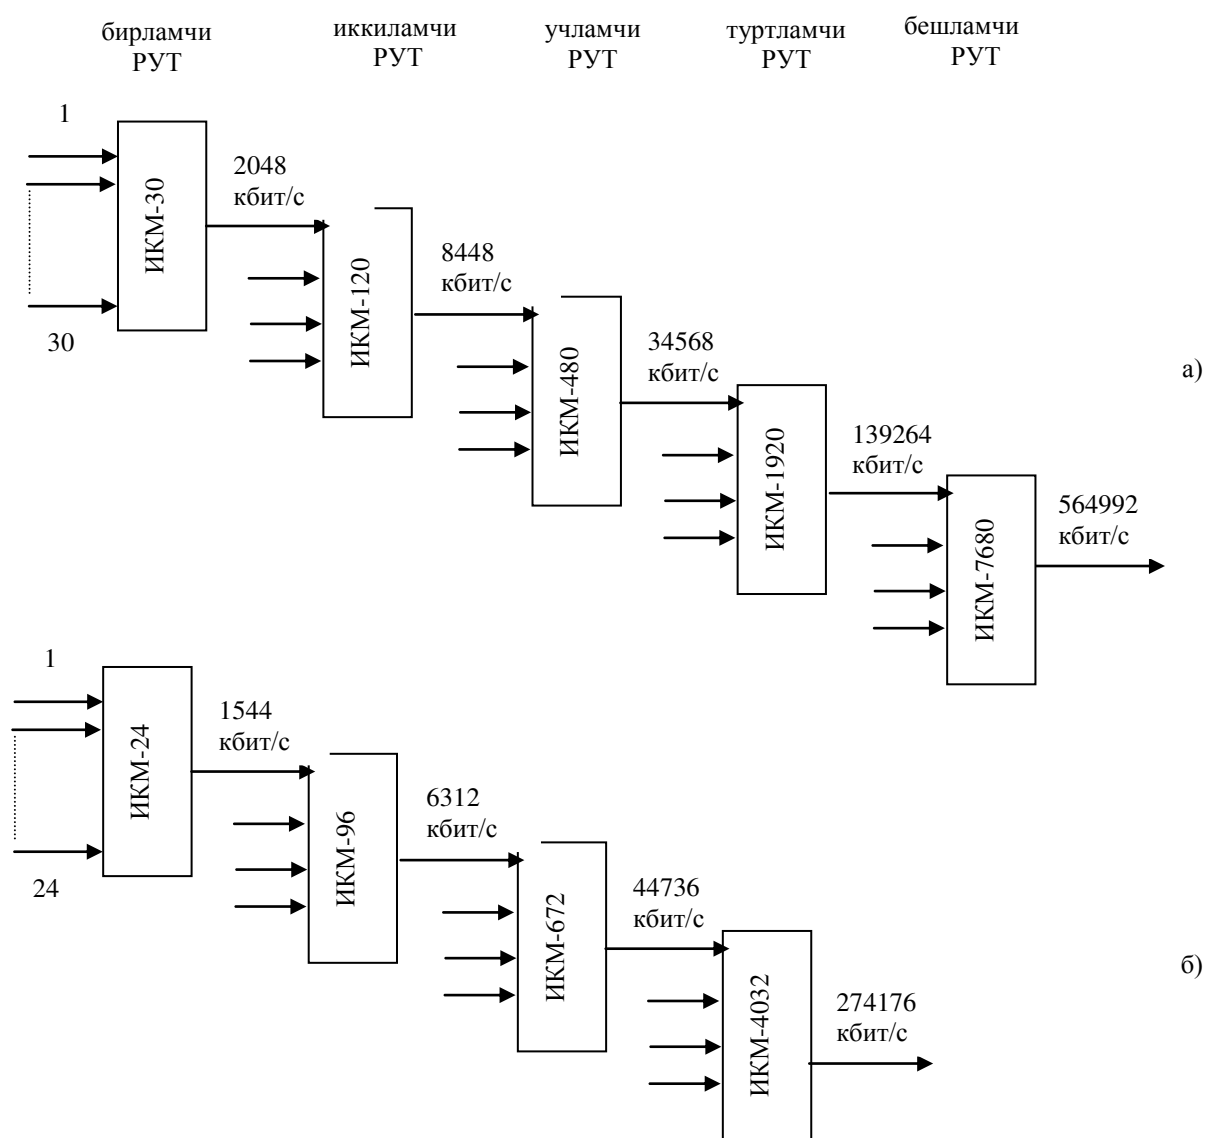 бирламчи
РУТ
иккиламчи
РУТ
учламчи
РУТ
туртламчи
РУТ
бешламчи
РУТ
1
30
ИКМ-30
2048
кбит/с
ИКМ-120
8448
кбит/с
ИКМ-480
34568
кбит/с
ИКМ-1920
139264
кбит/с
ИКМ-7680
564992
кбит/с
а)
1
24
ИКМ-24
1544
кбит/с
ИКМ-96
6312
кбит/с
ИКМ-672
44736
кбит/с
ИКМ-4032
274176
кбит/с
б)